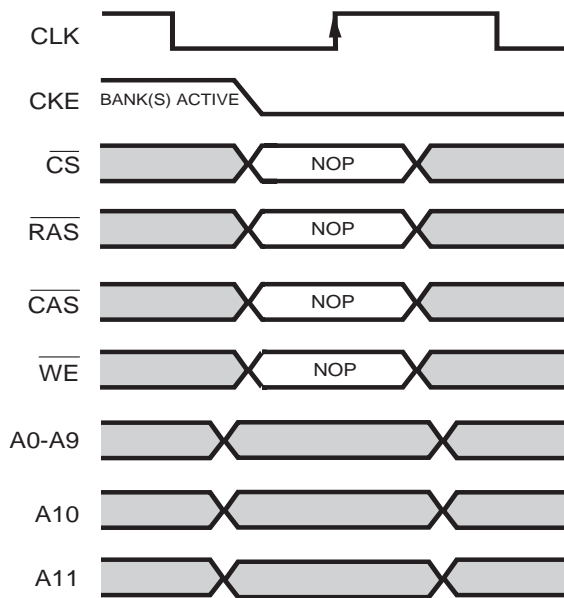 CLK
CKE BANK(S) ACTIVE
CS NOP
RAS NOP
CAS NOP
WE NOP
A0-A9
A10
A11